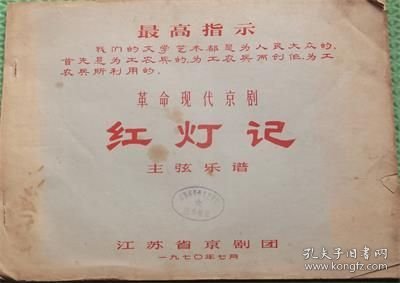 最高指示
我们的文学艺术都是为人民大众的,
首先是为工农兵的,为工农兵而创作,为工
农兵所利用的。
革命现代京剧
红灯记
主弦乐谱
江苏省京剧团
一九七〇年七月
孔夫子旧书网
www.kongfz.com